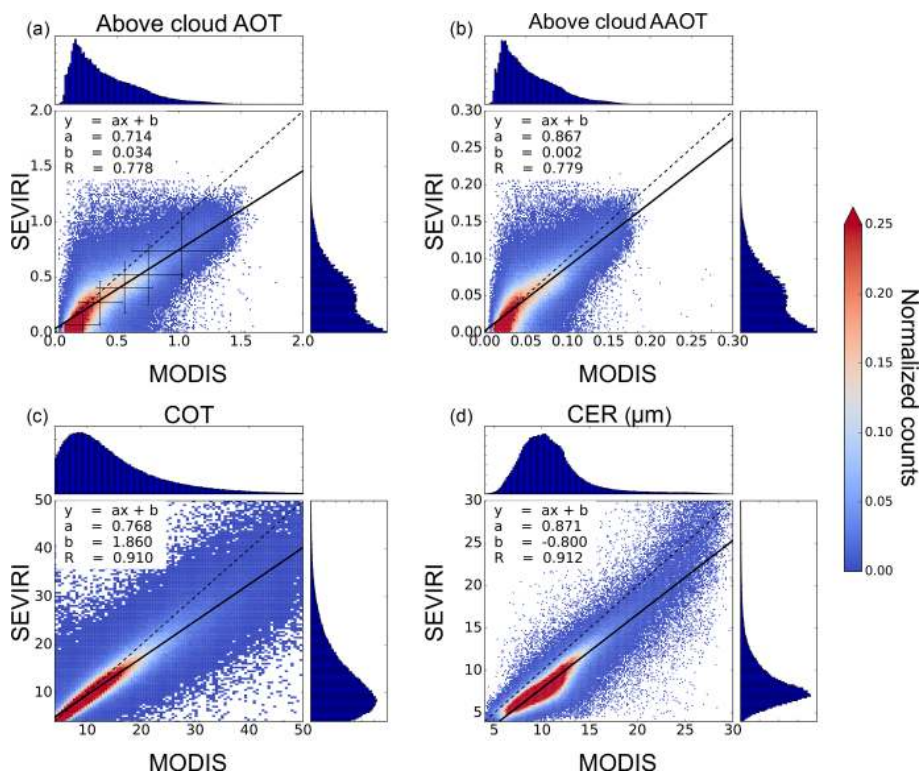 (a) Above cloud AOT
2.0
1.5
1.0
0.5
0.0
y = ax + b
a = 0.714
b = 0.034
R = 0.778
SEVIRI
0.0 0.5 1.0 1.5 2.0
MODIS
(b) Above cloud AAOT
0.30
0.25
0.20
0.15
0.10
0.05
0.00
y = ax + b
a = 0.867
b = 0.002
R = 0.779
SEVIRI
0.00 0.05 0.10 0.15 0.20 0.25 0.30
MODIS
(c) COT
50
40
30
20
10
y = ax + b
a = 0.768
b = 1.860
R = 0.910
SEVIRI
10 20 30 40 50
MODIS
(d) CER (µm)
30
25
20
15
10
5
y = ax + b
a = 0.871
b = -0.800
R = 0.912
SEVIRI
5 10 15 20 25 30
MODIS
0.25
0.20
0.15
0.10
0.05
0.00
Normalized counts